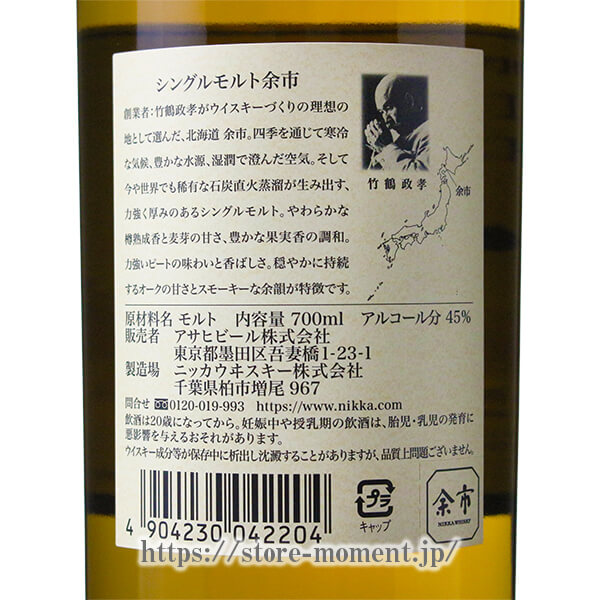 シングルモルト余市
創業者:竹鶴政孝がウイスキーづくりの理想の
地として選んだ、北海道 余市。四季を通じて寒冷
な気候、豊かな水源、湿潤で澄んだ空気。そして
今や世界でも稀有な石炭直火蒸溜が生み出す、
力強く厚みのあるシングルモルト。やわらかな
樽熟成香と麦芽の甘さ、豊かな果実香の調和。
力強いピートの味わいと香ばしさ。穏やかに持続
するオークの甘さとスモーキーな余韻が特徴です。
竹鶴政孝
余市
原材料名 モルト 内容量 700ml アルコール分 45%
販売者 アサヒビール株式会社
東京都墨田区吾妻橋1-23-1
製造場 ニッカウヰスキー株式会社
千葉県柏市増尾 967
問合せ 0120-019-993 https://www.nikka.com
飲酒は20歳になってから。妊娠中や授乳期の飲酒は、胎児・乳児の発育に
悪影響を与えるおそれがあります。
ウイスキー成分等が保存中に析出し沈澱することがありますが、品質上問題ございません。
4 904230 042204
プラ
キャップ
余市
NIKKA WHISKY
https://store-moment.jp/